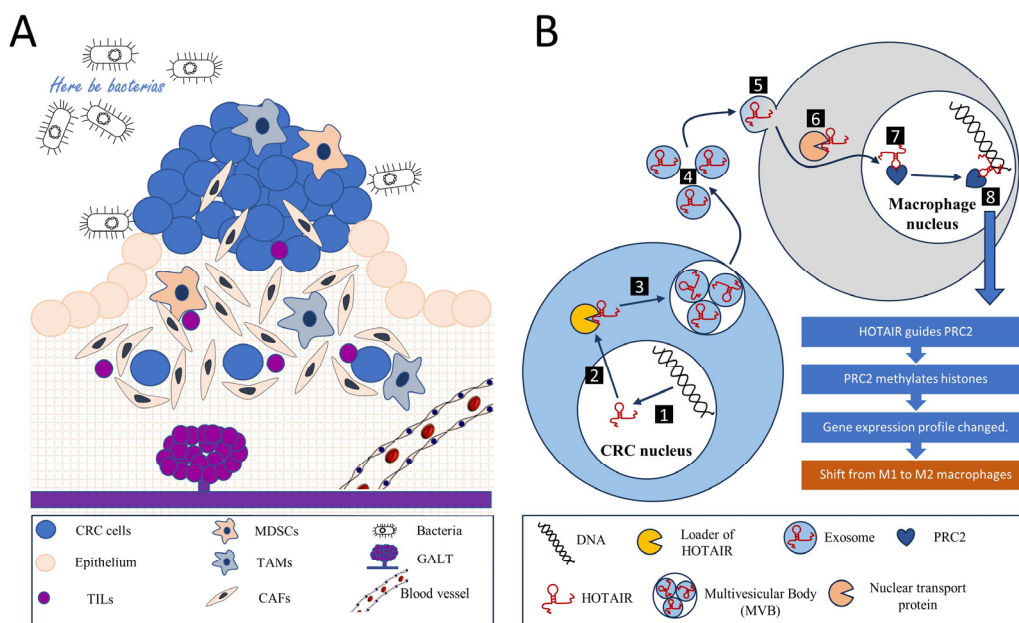 A
Here be bacterias
CRC cells
Epithelium
TILs
MDSCs
TAMs
CAFs
Bacteria
GALT
Blood vessel
B
1
2
3
4
5
6
7
8
CRC nucleus
Macrophage
nucleus
HOTAIR guides PRC2
PRC2 methylates histones
Gene expression profile changed.
Shift from M1 to M2 macrophages
DNA
Loader of
HOTAIR
Exosome
PRC2
HOTAIR
Multivesicular Body
(MVB)
Nuclear transport
protein